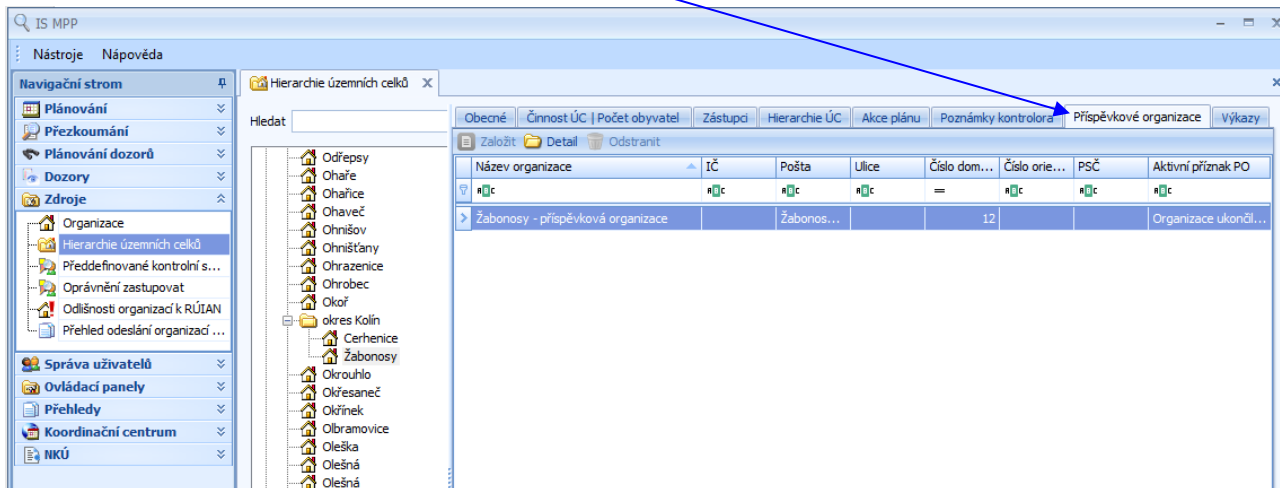 IS MPP
Nástroje Nápověda
Navigační strom
Plánování
Přezkoumání
Plánování dozorů
Dozory
Zdroje
Organizace
Hierarchie územních celků
Předdefinované kontrolní s...
Oprávnění zastupovat
Odlišnosti organizací k RÚIAN
Přehled odeslání organizací ...
Správa uživatelů
Ovládací panely
Přehledy
Koordinační centrum
NKÚ
Hierarchie územních celků X
Hledat
Odřepsy
Ohaře
Ohařice
Ohaveč
Ohnišov
Ohnišťany
Ohrazenice
Ohrobec
Okoř
okres Kolín
Cerhenice
Žabonosy
Okrouhlo
Okřesaneč
Okřínek
Olbramovice
Oleška
Olešná
Olešná
Obecné Činnost ÚC | Počet obyvatel Zástupci Hierarchie ÚC Akce plánu Poznámky kontrolora Příspěvkové organizace Výkazy
Založit Detail Odstranit
Název organizace IČ Pošta Ulice Číslo dom... Číslo orie... PSČ Aktivní příznak PO
=
Žabonosy - příspěvková organizace Žabonos... 12 Organizace ukončil...